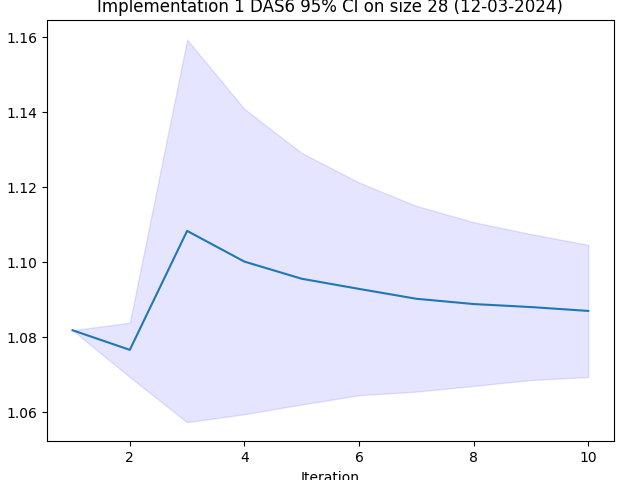 Implementation 1 DAS6 95% CI on size 28 (12-03-2024)
1.16
1.14
1.12
1.10
1.08
1.06
2 4 6 8 10
Iteration